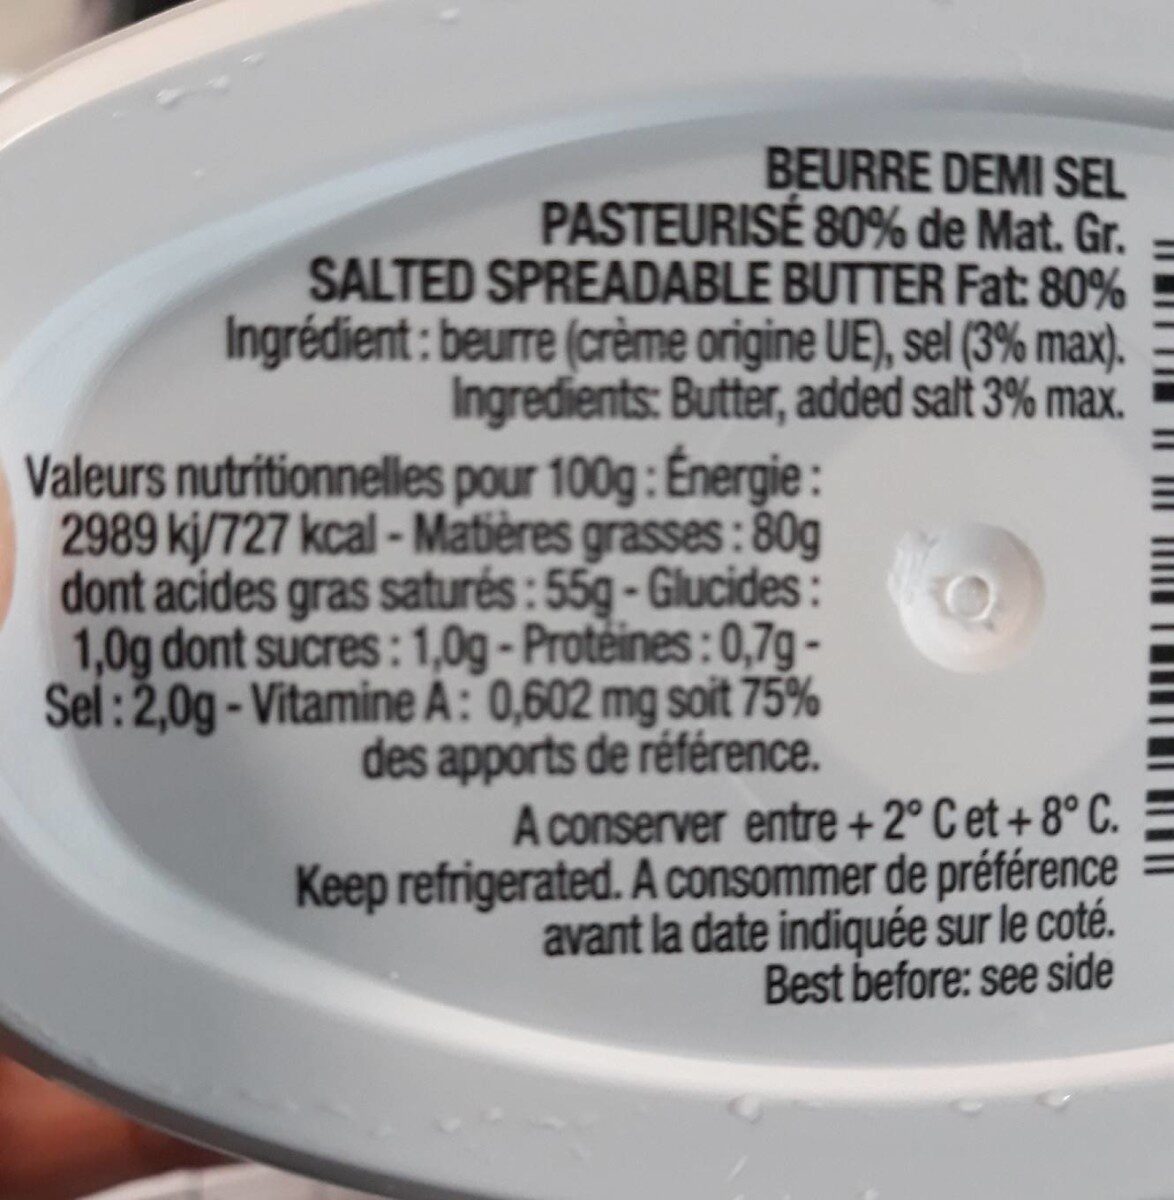 BEURRE DEMI SEL
PASTEURISÉ 80% de Mat. Gr.
SALTED SPREADABLE BUTTER Fat: 80%
Ingrédient : beurre (crème origine UE), sel (3% max).
Ingredients: Butter, added salt 3% max.
Valeurs nutritionnelles pour 100g : Énergie :
2989 kj/727 kcal - Matières grasses : 80g
dont acides gras saturés : 55g - Glucides :
1,0g dont sucres : 1,0g - Protéines : 0,7g -
Sel : 2,0g - Vitamine A : 0,602 mg soit 75%
des apports de référence.
A conserver entre + 2° C et + 8° C.
Keep refrigerated. A consommer de préférence
avant la date indiquée sur le coté.
Best before: see side